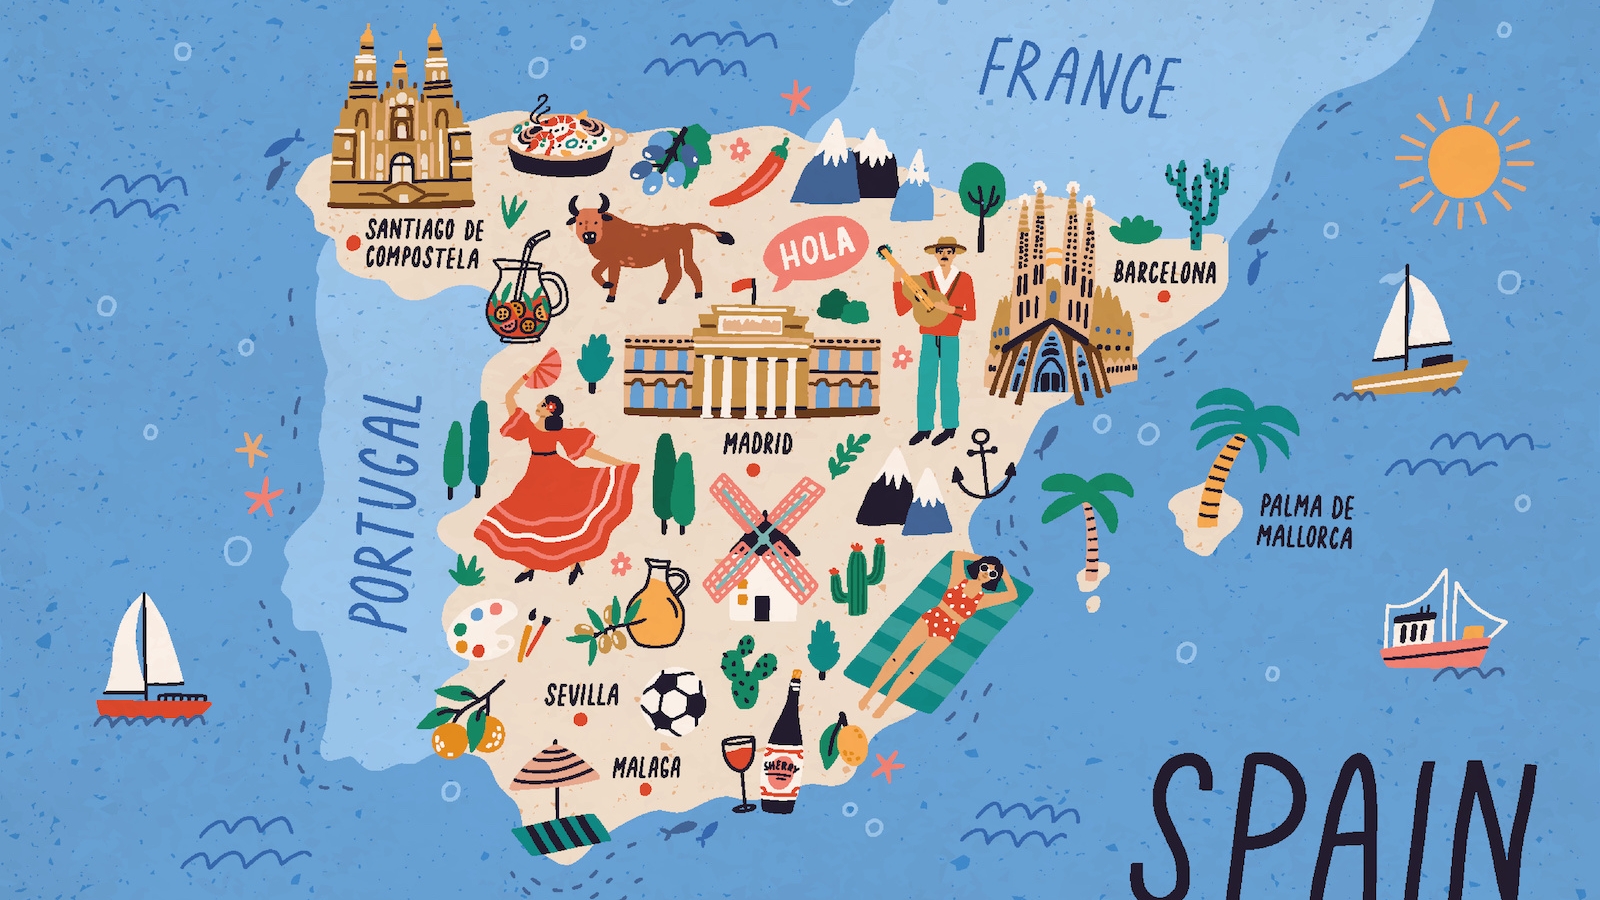 FRANCE
SANTIAGO DE
COMPOSTELA
HOLA
BARCELONA
PORTUGAL
MADRID
PALMA DE
MALLORCA
SEVILLA
MALAGA
SHERRY
SPAIN